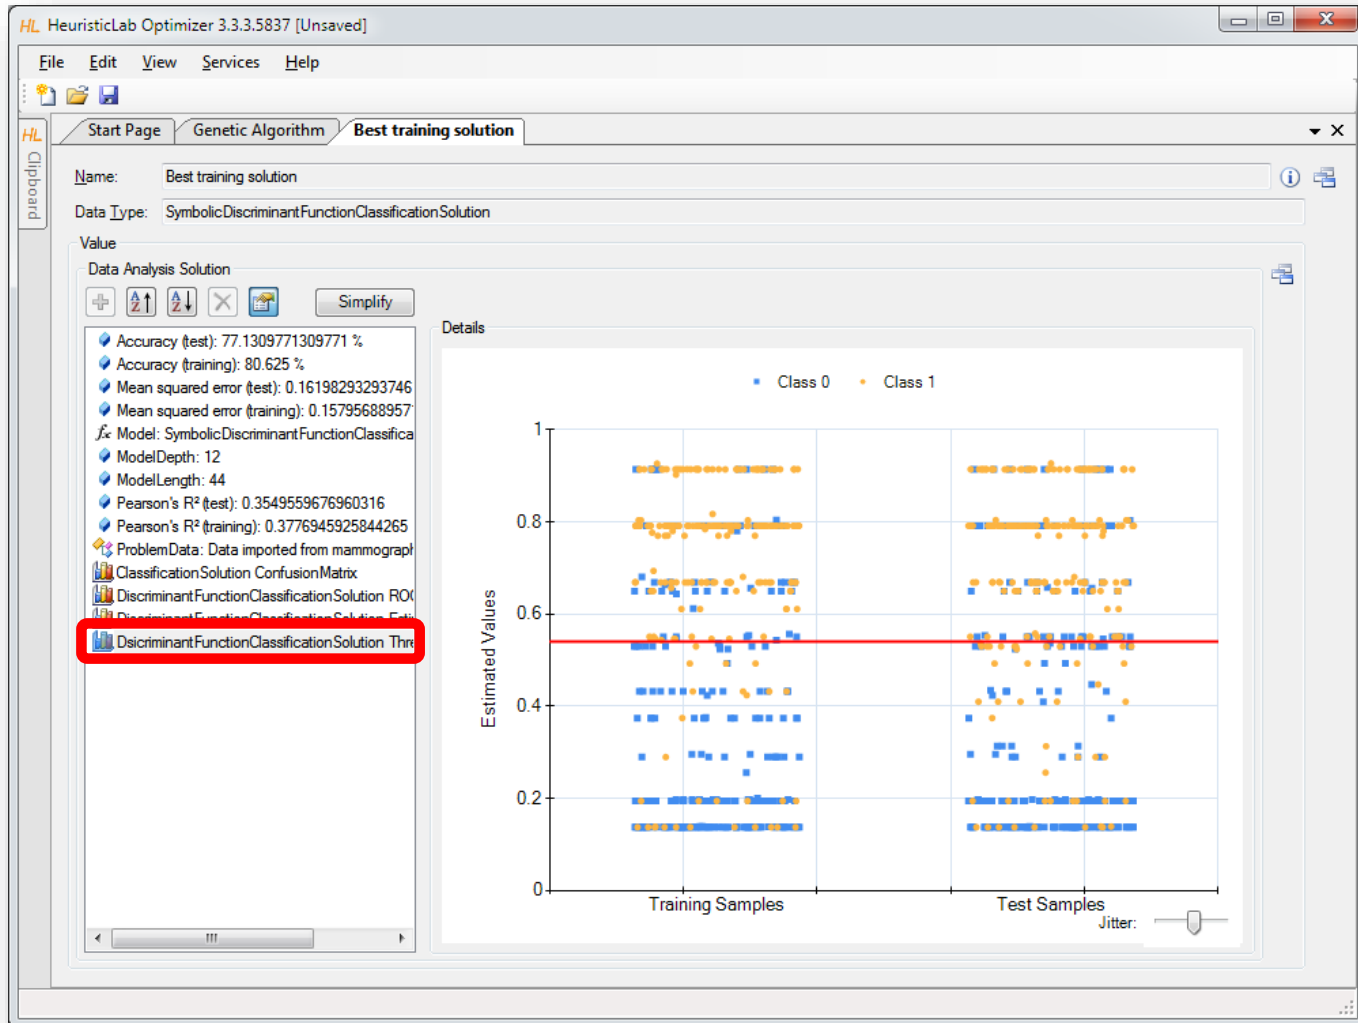 HL HeuristicLab Optimizer 3.3.3.5837 [Unsaved]
File Edit View Services Help
HL Clipboard
Start Page Genetic Algorithm Best training solution
Name: Best training solution
Data Type: SymbolicDiscriminantFunctionClassificationSolution
Value
Data Analysis Solution
Simplify
Accuracy (test): 77.1309771309771 %
Accuracy (training): 80.625 %
Mean squared error (test): 0.16198293293746
Mean squared error (training): 0.15795688957
Model: SymbolicDiscriminantFunctionClassifica
ModelDepth: 12
ModelLength: 44
Pearson's R² (test): 0.3549559676960316
Pearson's R² (training): 0.3776945925844265
ProblemData: Data imported from mammograph
ClassificationSolution ConfusionMatrix
DiscriminantFunctionClassificationSolution RO
DsicriminantFunctionClassificationSolution Thre
Details
Class 0 Class 1
Estimated Values
1
0.8
0.6
0.4
0.2
0
Training Samples Test Samples
Jitter: